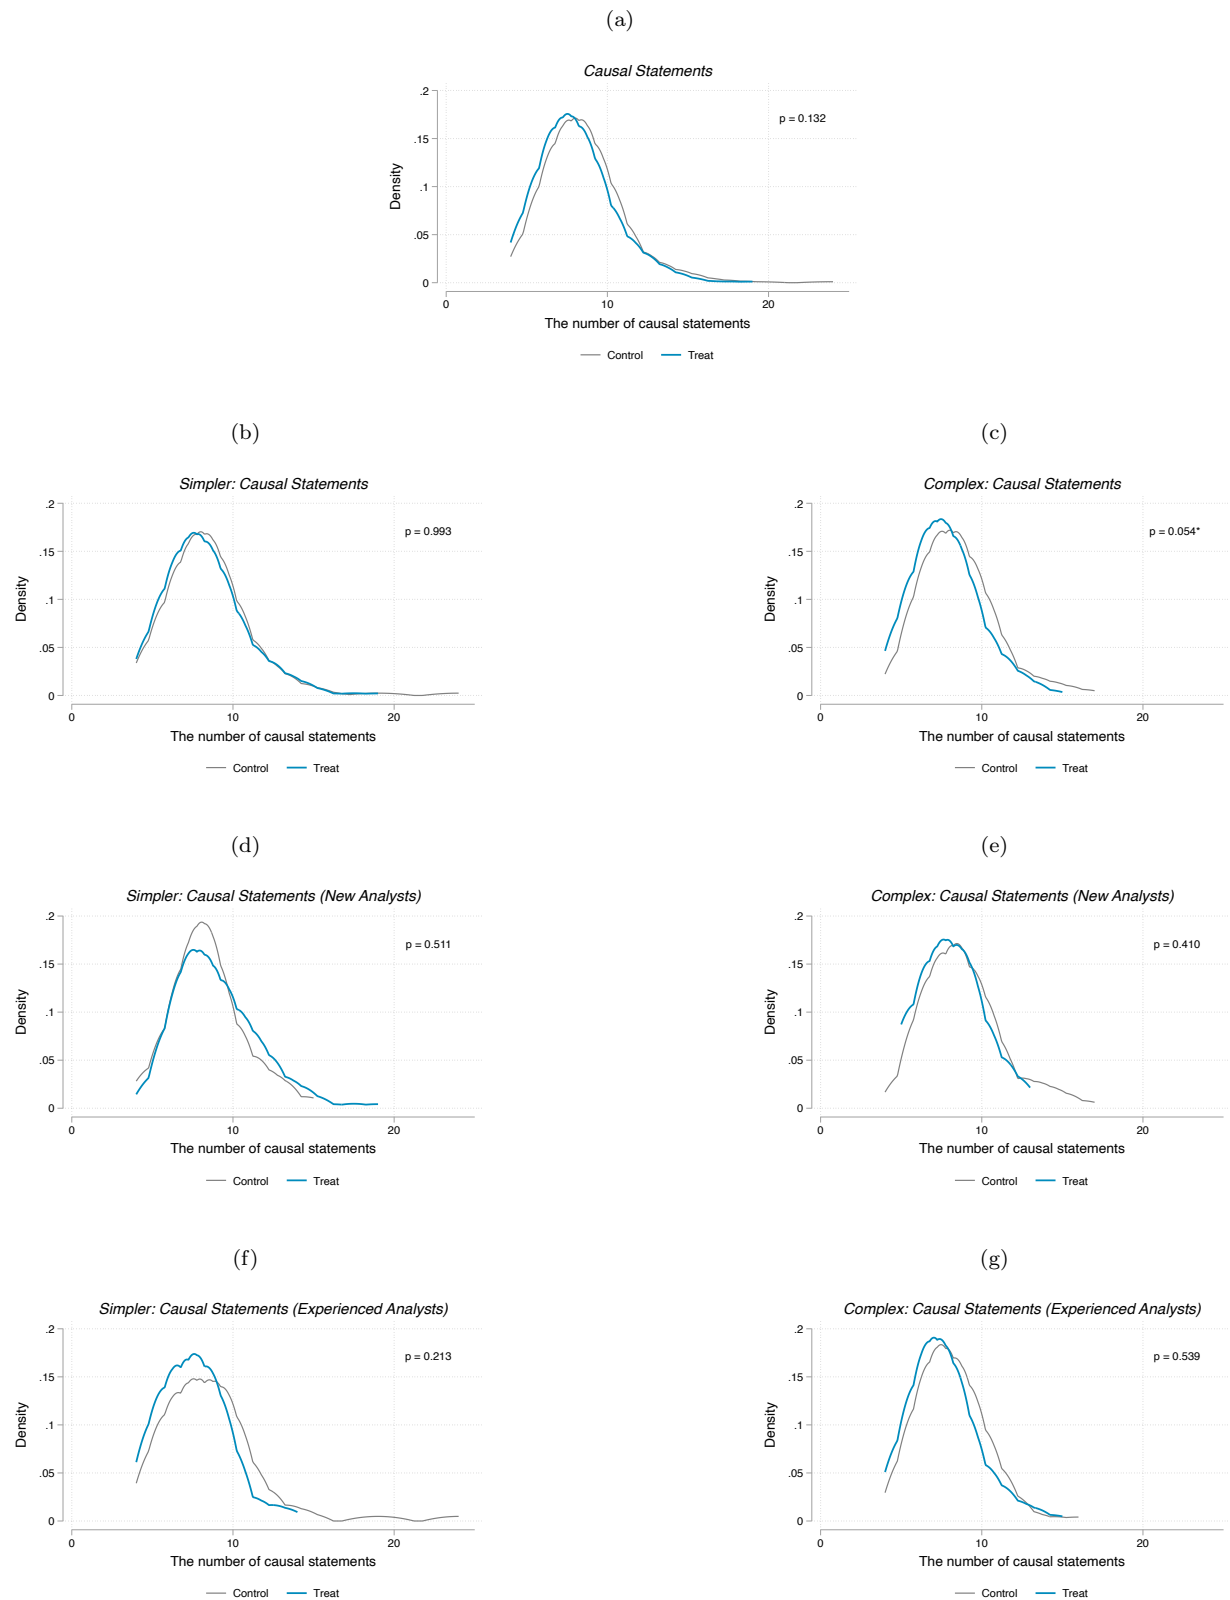 (a)
Causal Statements
.2
.15
.1
.05
0
Density
p = 0.132
0 10 20
The number of causal statements
Control Treat
(b)
Simpler: Causal Statements
.2
.15
.1
.05
0
Density
p = 0.993
0 10 20
The number of causal statements
Control Treat
(c)
Complex: Causal Statements
.2
.15
.1
.05
0
Density
p = 0.054*
0 10 20
The number of causal statements
Control Treat
(d)
Simpler: Causal Statements (New Analysts)
.2
.15
.1
.05
0
Density
p = 0.511
0 10 20
The number of causal statements
Control Treat
(e)
Complex: Causal Statements (New Analysts)
.2
.15
.1
.05
0
Density
p = 0.410
0 10 20
The number of causal statements
Control Treat
(f)
Simpler: Causal Statements (Experienced Analysts)
.2
.15
.1
.05
0
Density
p = 0.213
0 10 20
The number of causal statements
Control Treat
(g)
Complex: Causal Statements (Experienced Analysts)
.2
.15
.1
.05
0
Density
p = 0.539
0 10 20
The number of causal statements
Control Treat